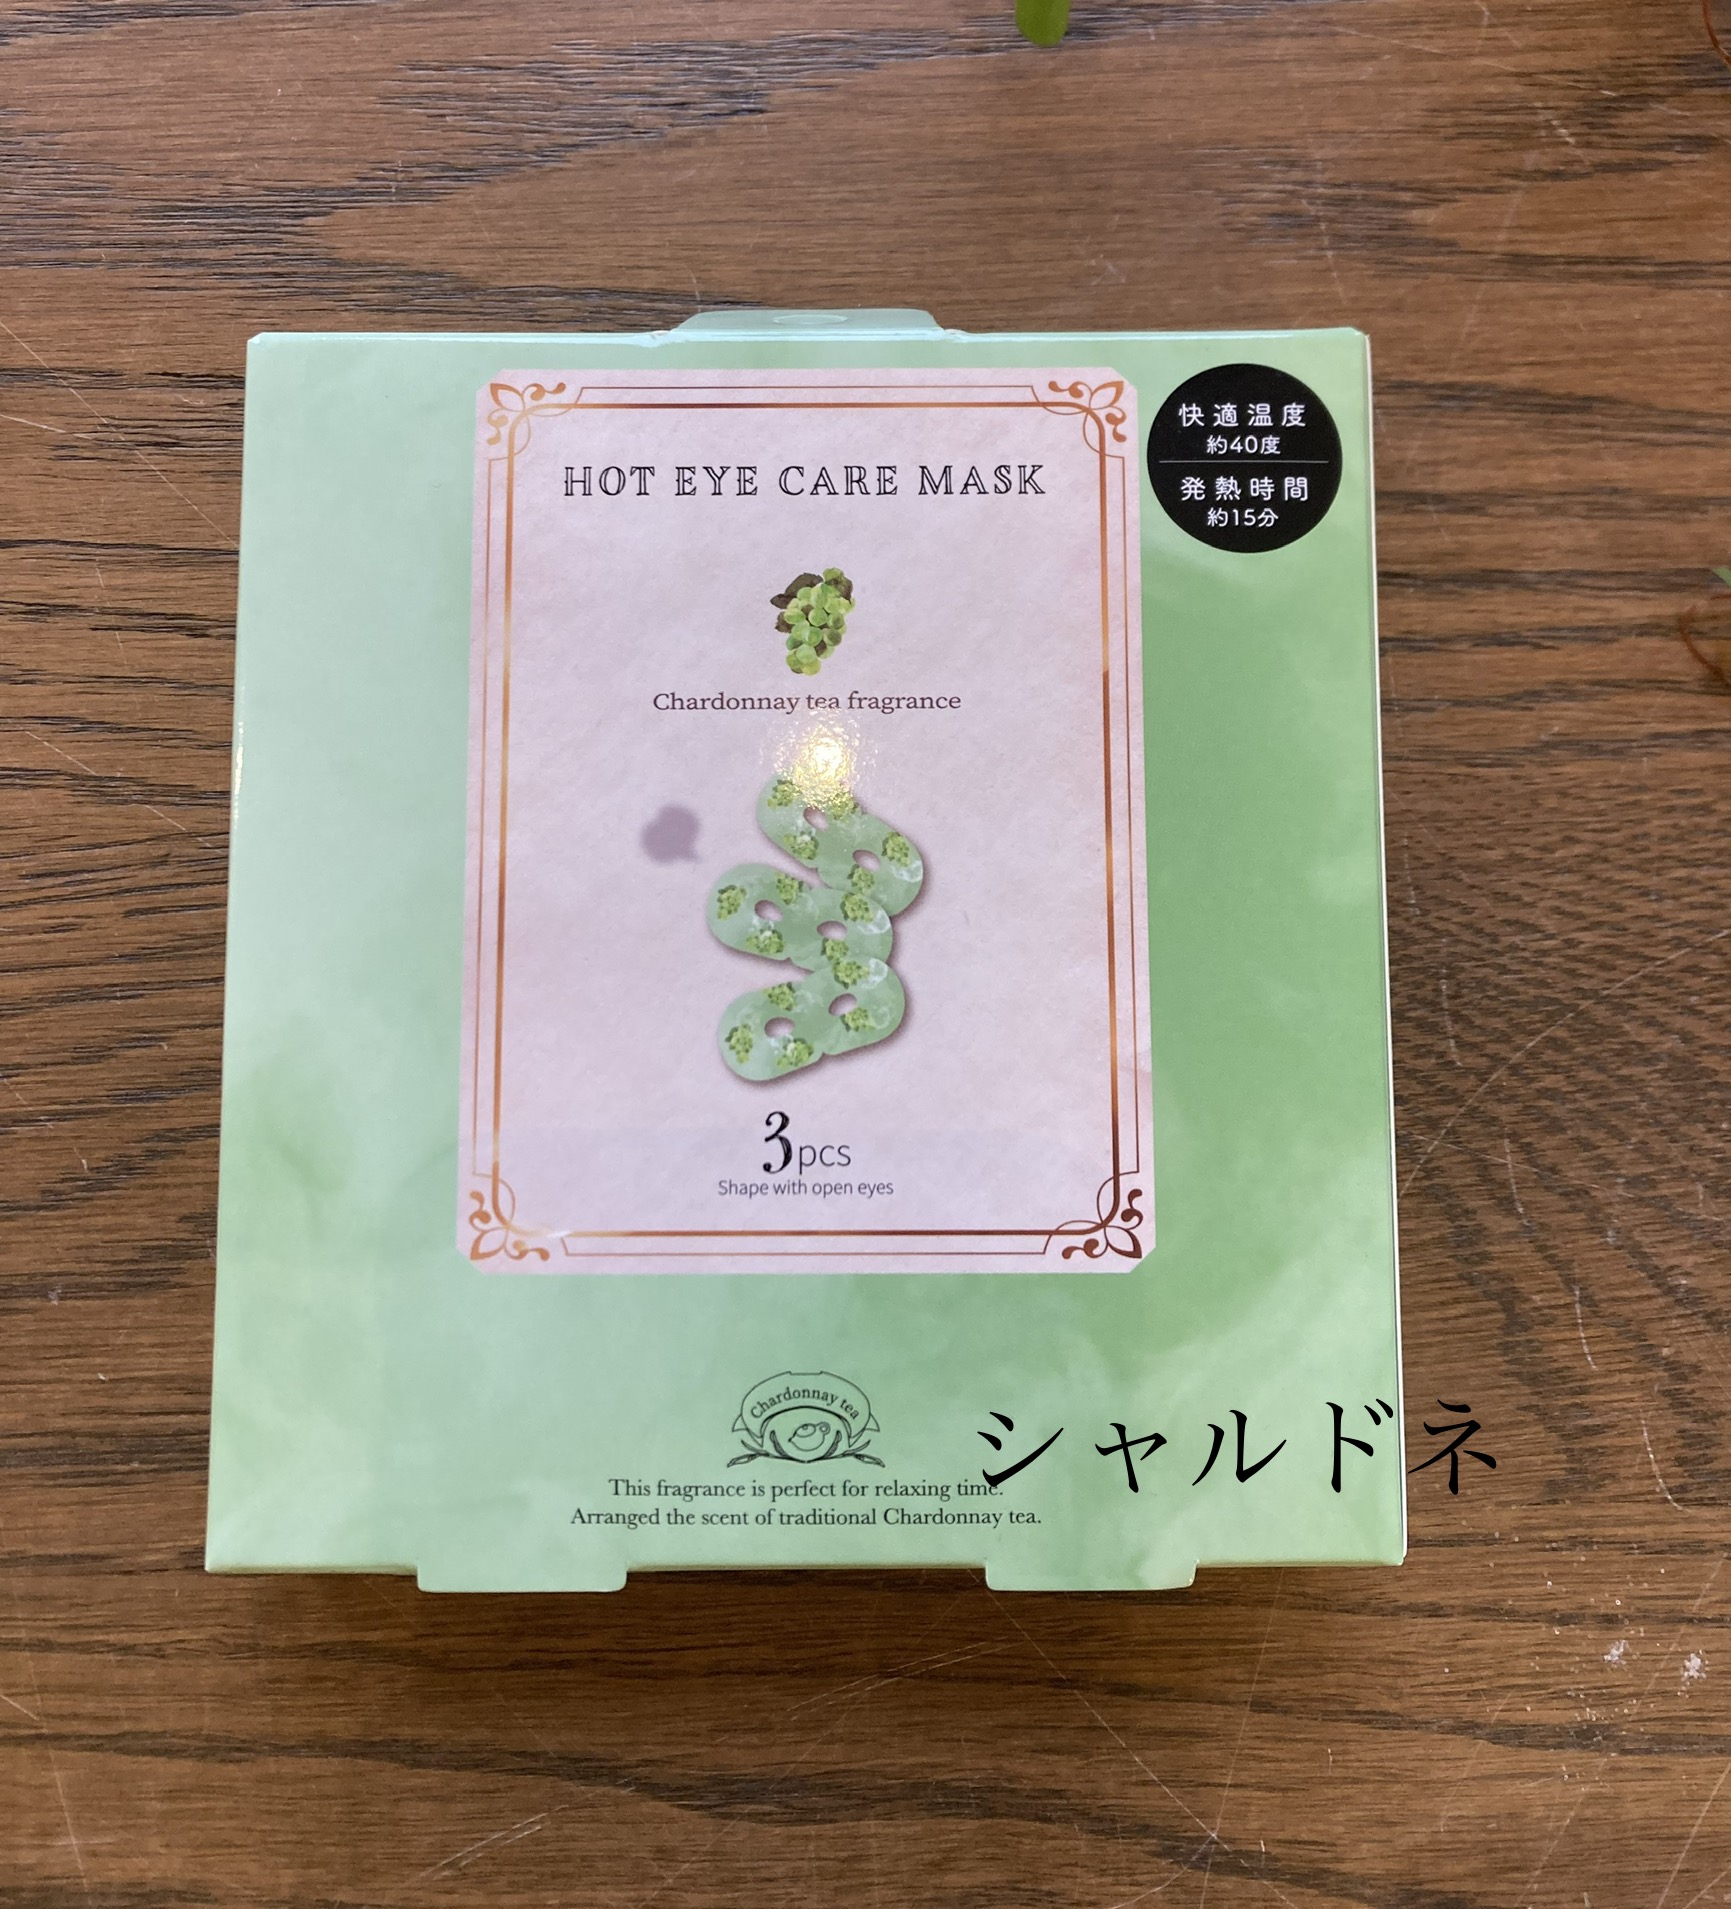 快適温度
約40度
発熱時間
約15分
HOT EYE CARE MASK
Chardonnay tea fragrance
3pcs
Shape with open eyes
Chardonnay tea
シャルドネ
This fragrance is perfect for relaxing time.
Arranged the scent of traditional Chardonnay tea.